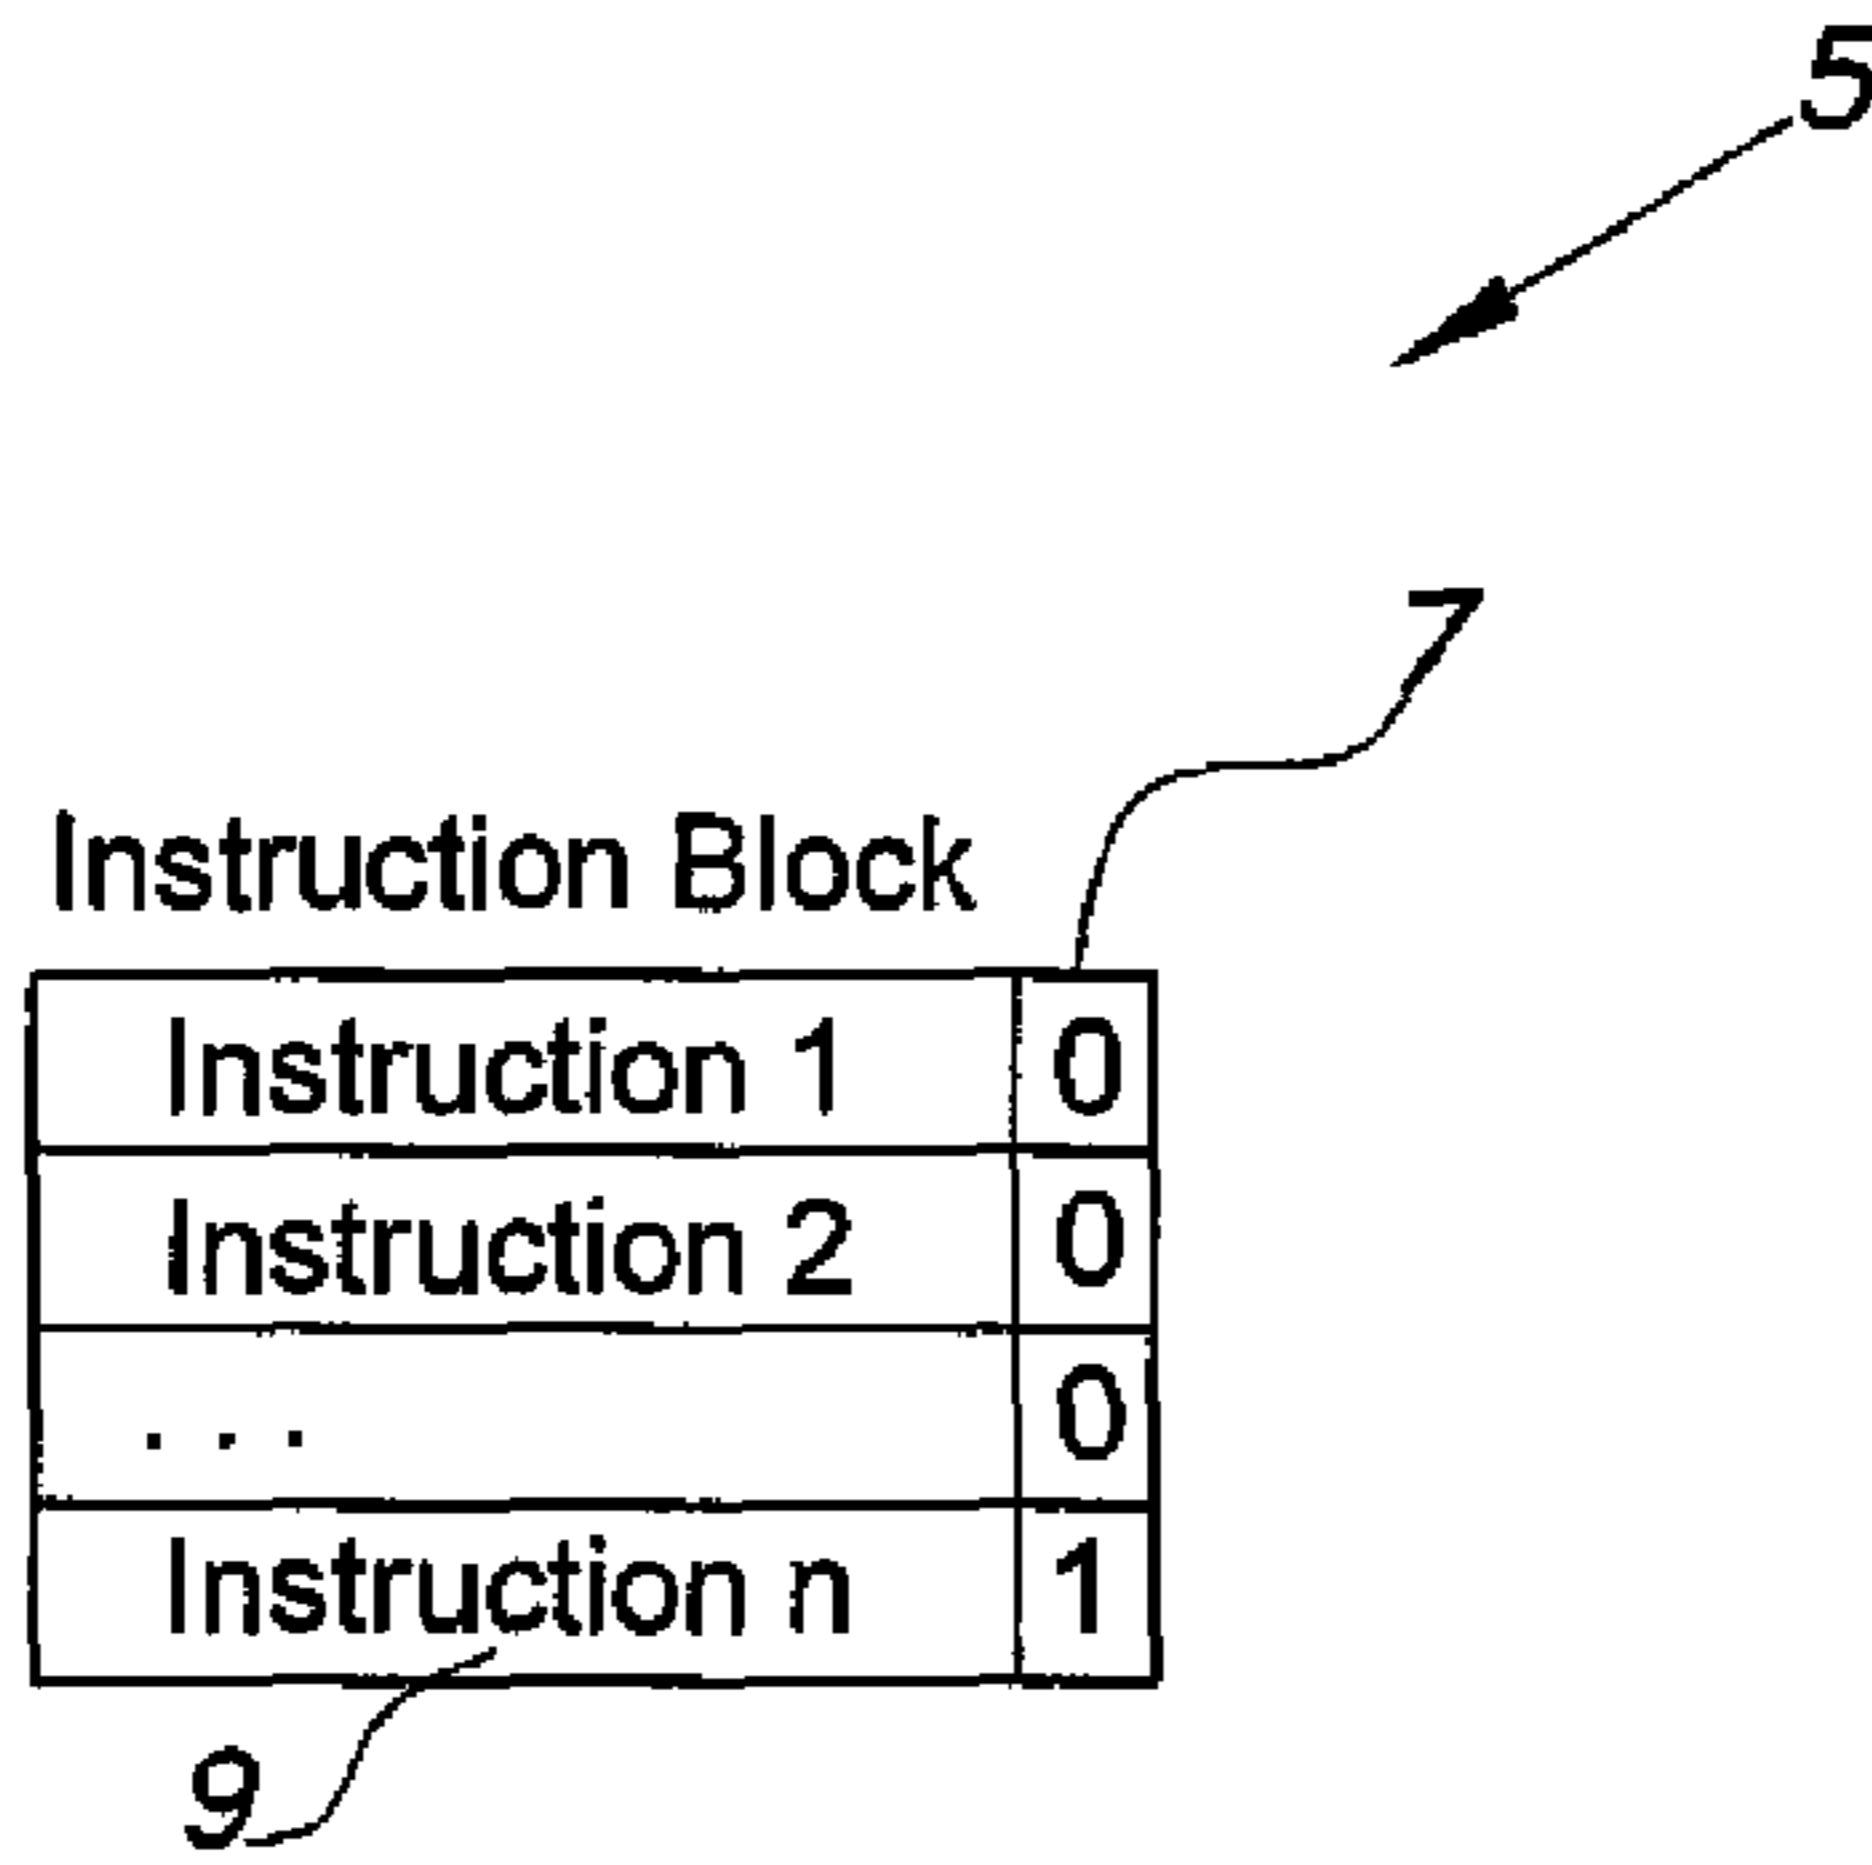 5
7
Instruction Block
Instruction 1 0
Instruction 2 0
. . . 0
Instruction n 1
9